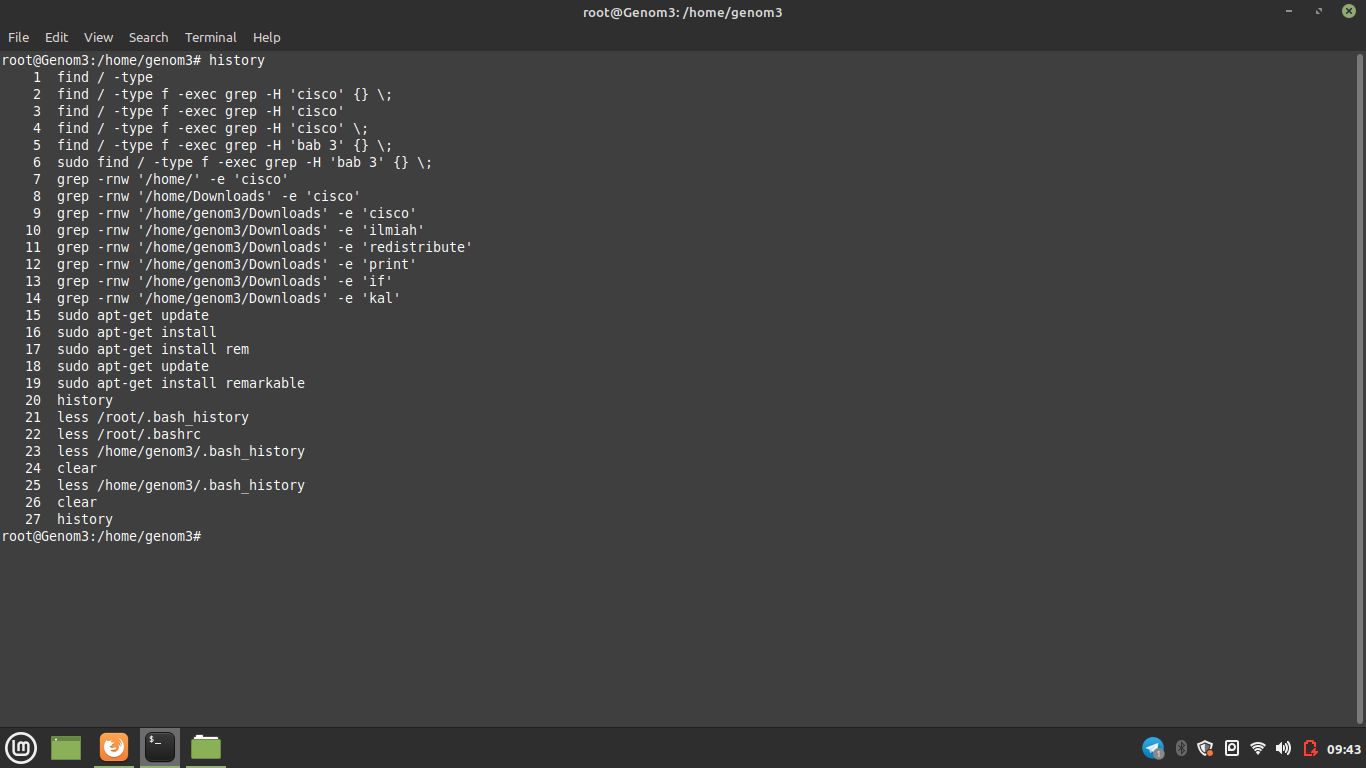 root@Genom3: /home/genom3
File Edit View Search Terminal Help
root@Genom3:/home/genom3# history
    1  find / -type
    2  find / -type f -exec grep -H 'cisco' {} \;
    3  find / -type f -exec grep -H 'cisco'
    4  find / -type f -exec grep -H 'cisco' \;
    5  find / -type f -exec grep -H 'bab 3' {} \;
    6  sudo find / -type f -exec grep -H 'bab 3' {} \;
    7  grep -rnw '/home/' -e 'cisco'
    8  grep -rnw '/home/Downloads' -e 'cisco'
    9  grep -rnw '/home/genom3/Downloads' -e 'cisco'
   10  grep -rnw '/home/genom3/Downloads' -e 'ilmiah'
   11  grep -rnw '/home/genom3/Downloads' -e 'redistribute'
   12  grep -rnw '/home/genom3/Downloads' -e 'print'
   13  grep -rnw '/home/genom3/Downloads' -e 'if'
   14  grep -rnw '/home/genom3/Downloads' -e 'kal'
   15  sudo apt-get update
   16  sudo apt-get install
   17  sudo apt-get install rem
   18  sudo apt-get update
   19  sudo apt-get install remarkable
   20  history
   21  less /root/.bash_history
   22  less /root/.bashrc
   23  less /home/genom3/.bash_history
   24  clear
   25  less /home/genom3/.bash_history
   26  clear
   27  history
root@Genom3:/home/genom3#
$_
1
09:43